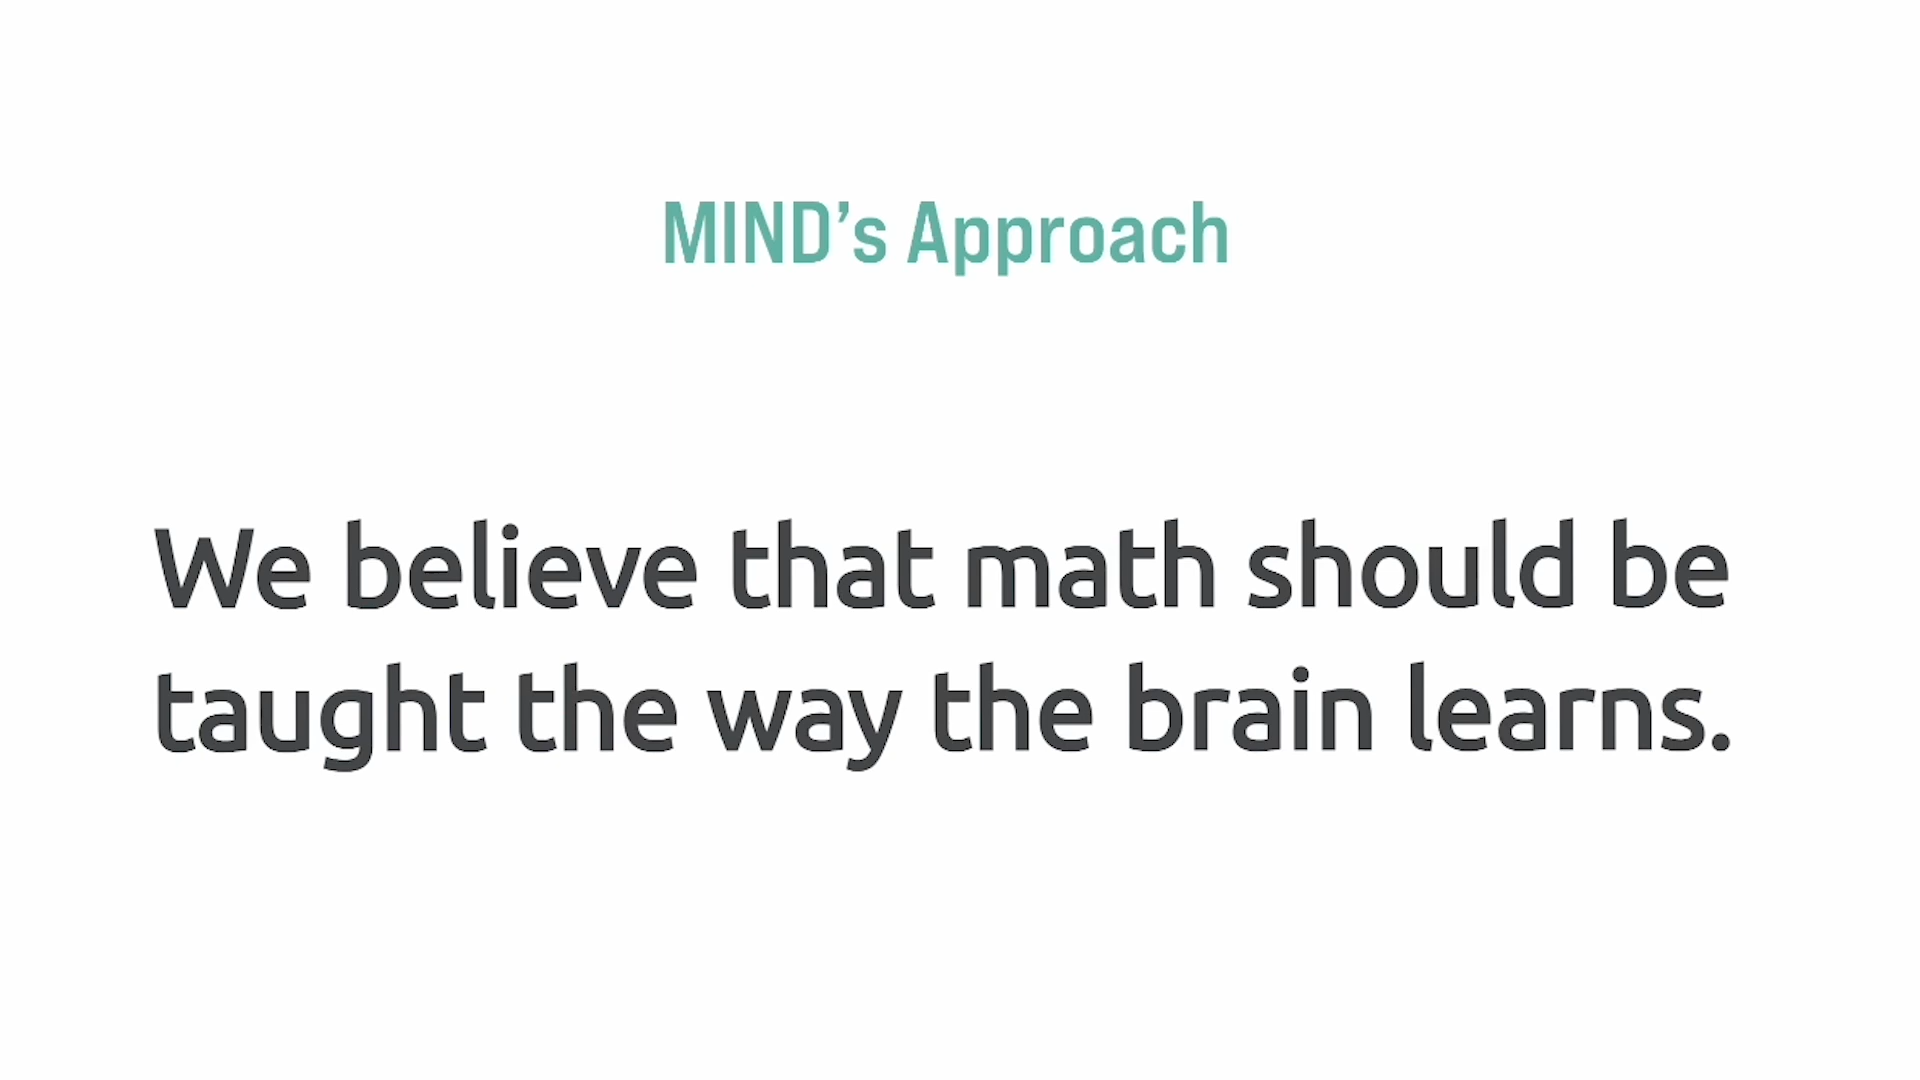 MIND’s Approach
We believe that math should be
taught the way the brain learns.